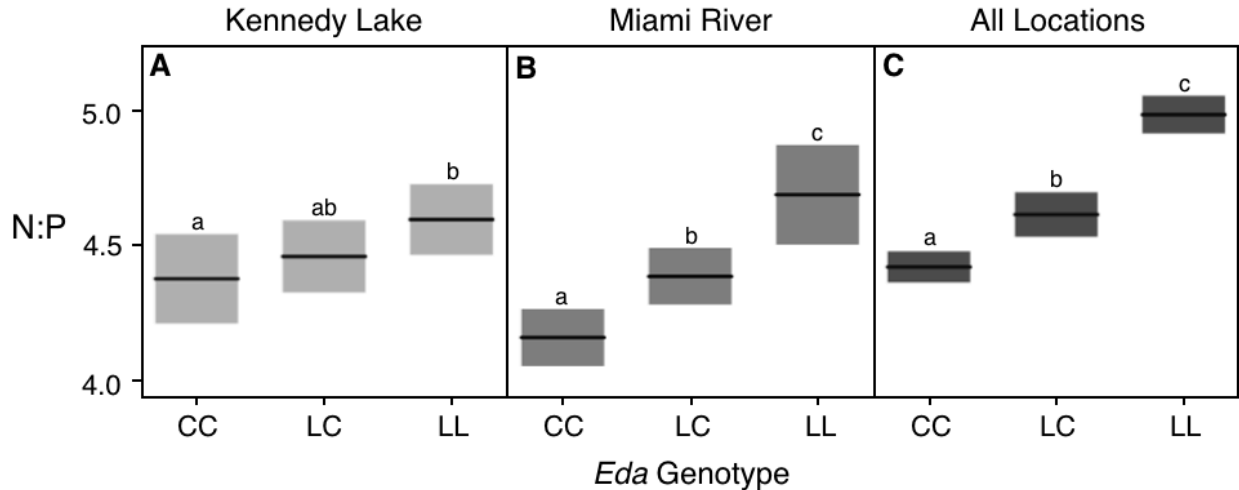 Kennedy Lake Miami River All Locations
A B C
5.0
4.5
4.0
N:P
a ab b
a b c
a b c
CC LC LL CC LC LL CC LC LL
Eda Genotype